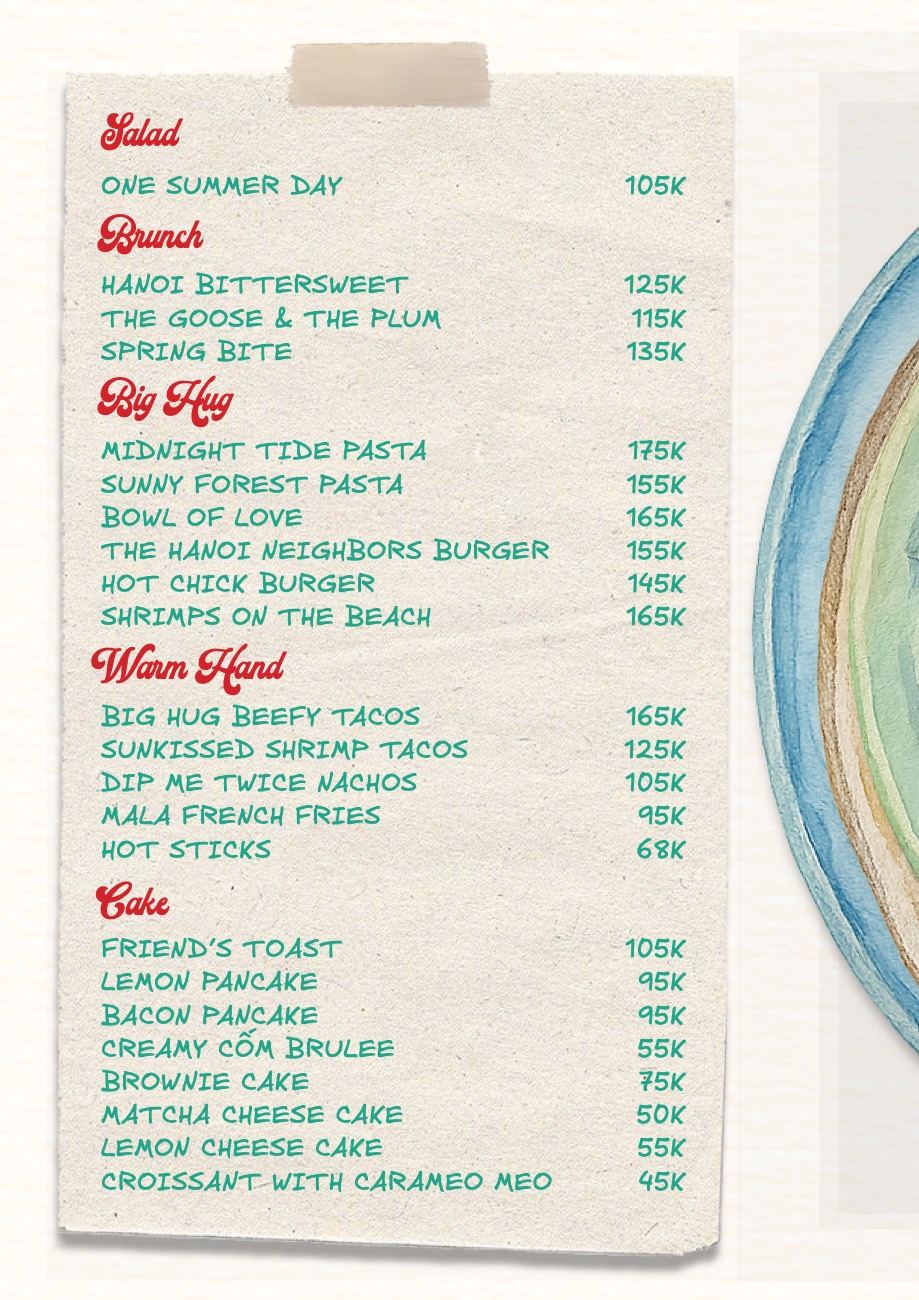 Salad
ONE SUMMER DAY 105K
Brunch
HANOI BITTERSWEET 125K
THE GOOSE & THE PLUM 115K
SPRING BITE 135K
Big Hug
MIDNIGHT TIDE PASTA 175K
SUNNY FOREST PASTA 155K
BOWL OF LOVE 165K
THE HANOI NEIGHBORS BURGER 155K
HOT CHICK BURGER 145K
SHRIMPS ON THE BEACH 165K
Warm Hand
BIG HUG BEEFY TACOS 165K
SUNKISSED SHRIMP TACOS 125K
DIP ME TWICE NACHOS 105K
MALA FRENCH FRIES 95K
HOT STICKS 68K
Cake
FRIEND'S TOAST 105K
LEMON PANCAKE 95K
BACON PANCAKE 95K
CREAMY CỐM BRULEE 55K
BROWNIE CAKE 75K
MATCHA CHEESE CAKE 50K
LEMON CHEESE CAKE 55K
CROISSANT WITH CARAMEO MEO 45K